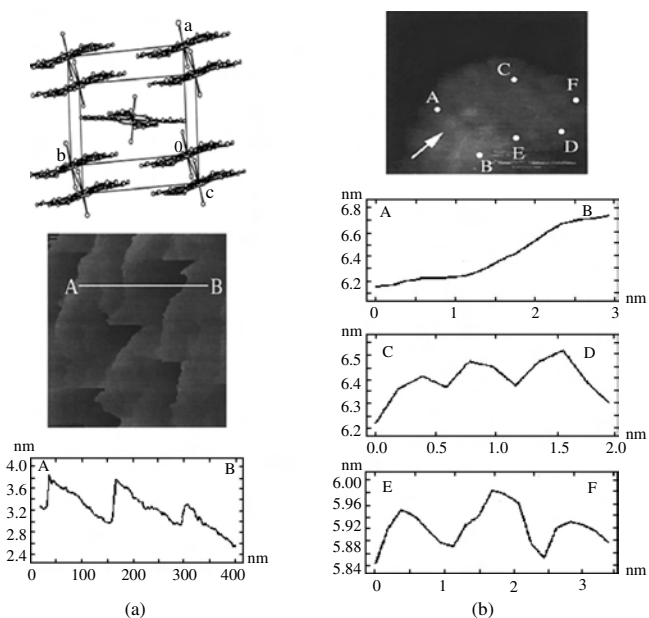 a
b
0
c
A B
nm
4.0
3.6
3.2
2.8
2.4
A B
nm
0 100 200 300 400
(a)
A
C
F
B
E
D
nm
6.8
6.6
6.4
6.2
A B
nm
0 1 2 3
nm
6.5
6.4
6.3
6.2
C D
0.0 0.5 1.0 1.5 2.0
nm
nm
6.00
5.96
5.92
5.88
5.84
E F
0 1 2 3
nm
(b)